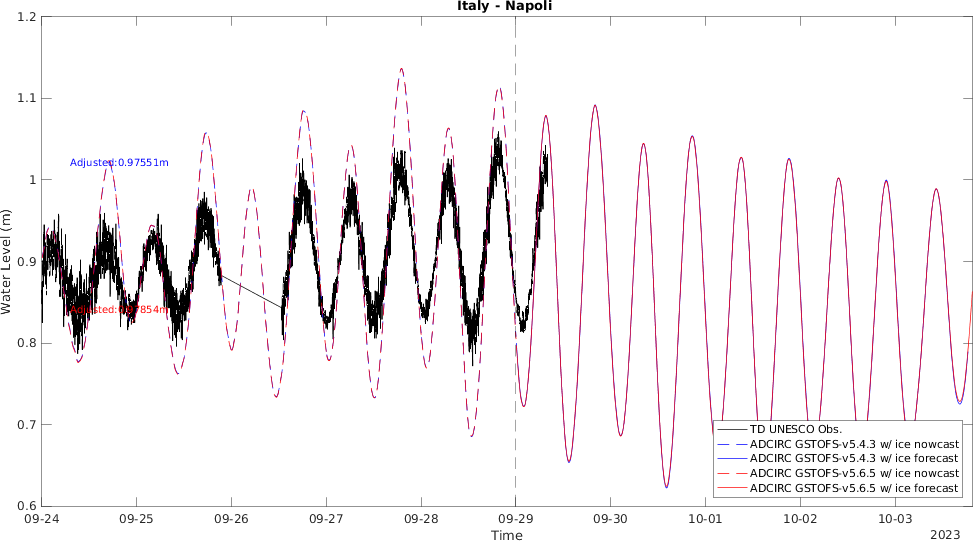 Italy - Napoli
1.2
1.1
1
0.9
0.8
0.7
0.6
Water Level (m)
Adjusted:0.97551m
Adjusted:0.97854m
TD UNESCO Obs.
ADCIRC GSTOFS-v5.4.3 w/ ice nowcast
ADCIRC GSTOFS-v5.4.3 w/ ice forecast
ADCIRC GSTOFS-v5.6.5 w/ ice nowcast
ADCIRC GSTOFS-v5.6.5 w/ ice forecast
09-24 09-25 09-26 09-27 09-28 09-29 09-30 10-01 10-02 10-03
Time
2023